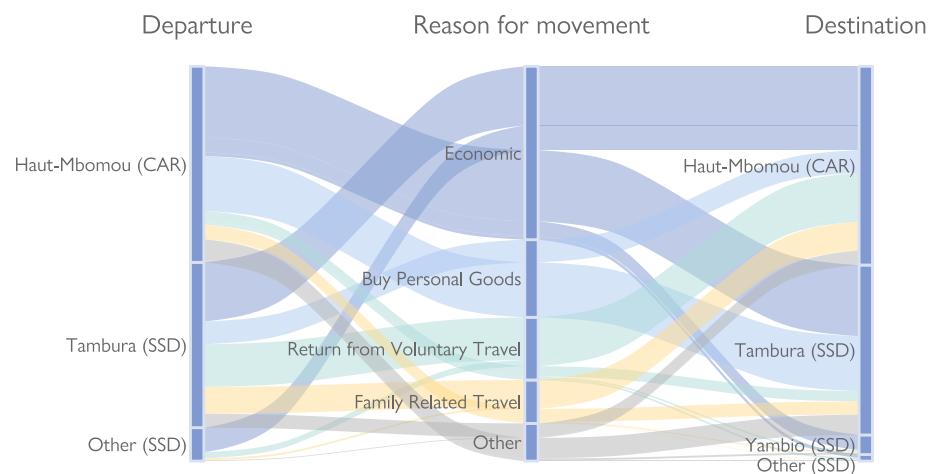 Departure
Reason for movement
Destination
Haut-Mbomou (CAR)
Tambura (SSD)
Other (SSD)
Economic
Buy Personal Goods
Return from Voluntary Travel
Family Related Travel
Other
Haut-Mbomou (CAR)
Tambura (SSD)
Yambio (SSD)
Other (SSD)